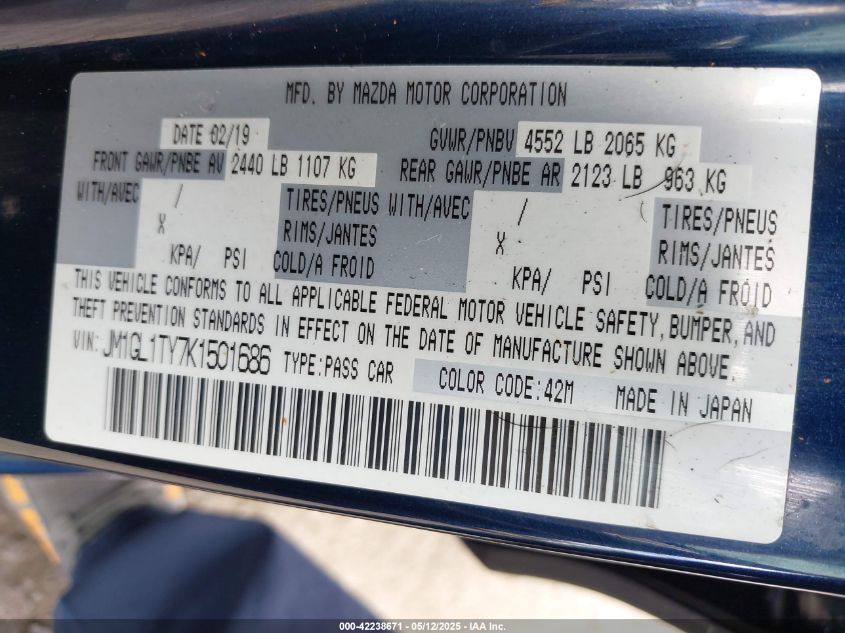 MFD. BY MAZDA MOTOR CORPORATION
DATE 02/19 GVWR/PNBV 4552 LB 2065 KG
FRONT GAWR/PNBE AV 2440 LB 1107 KG REAR GAWR/PNBE AR 2123 LB 963 KG
WITH/AVEC / TIRES/PNEUS WITH/AVEC / TIRES/PNEUS
X RIMS/JANTES X RIMS/JANTES
KPA/ PSI COLD/A FROID KPA/ PSI COLD/A FROID
THIS VEHICLE CONFORMS TO ALL APPLICABLE FEDERAL MOTOR VEHICLE SAFETY, BUMPER, AND
THEFT PREVENTION STANDARDS IN EFFECT ON THE DATE OF MANUFACTURE SHOWN ABOVE.
VIN: JM1GL1TY7K1501686 TYPE:PASS CAR
COLOR CODE:42M MADE IN JAPAN
000-42238671 - 05/12/2025 - IAA Inc.